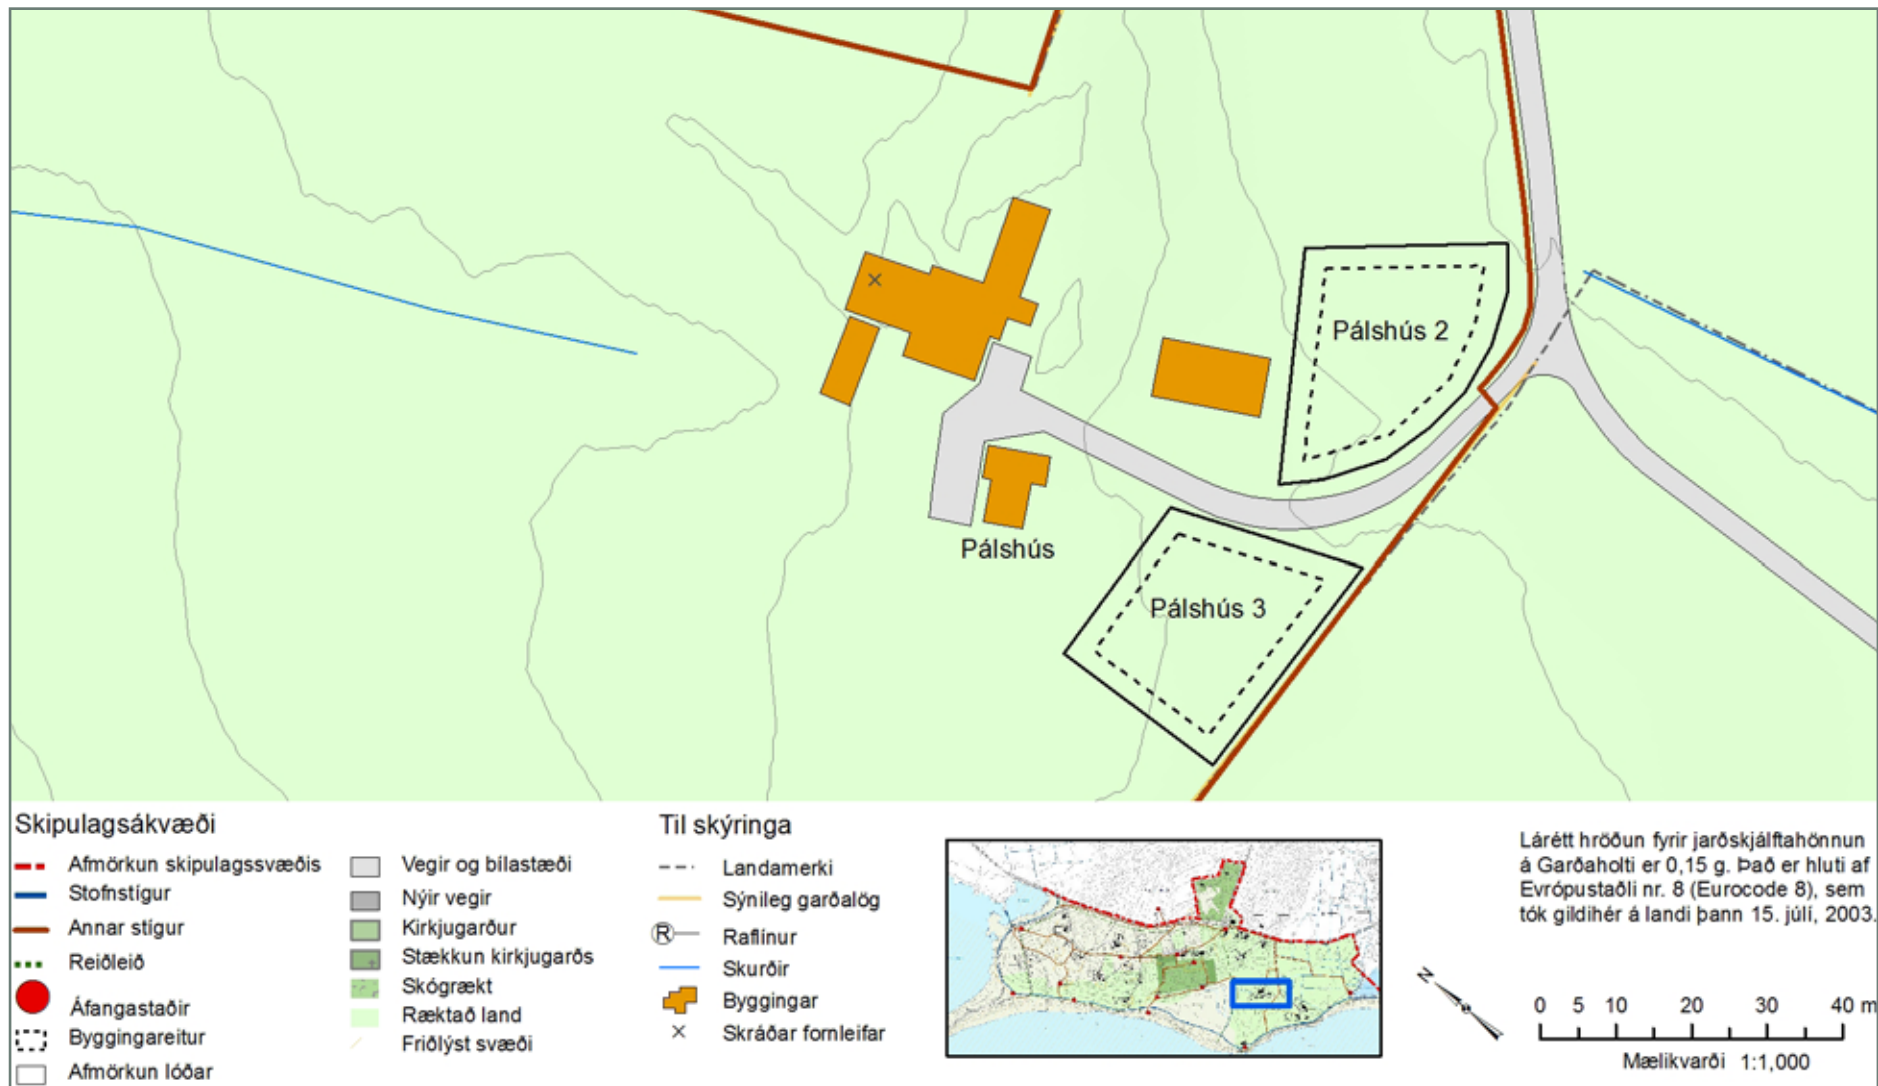 Pálshús 2
Pálshús
Pálshús 3
Skipulagsákvæði
Afmörkun skipulagssvæðis
Stofnstígur
Annar stígur
Reiðleið
Áfangastaðir
Byggingareitur
Afmörkun lóðar
Vegir og bílastæði
Nýir vegir
Kirkjugarður
Stækkun kirkjugarðs
Skógrækt
Ræktað land
Friðlýst svæði
Til skýringa
Landamerki
Sýnileg garðalög
R Raflínur
Skurðir
Byggingar
Skráðar fornleifar
Lárétt hröðun fyrir jarðskjálftahönnun
á Garðaholti er 0,15 g. Það er hluti af
Evrópustaðli nr. 8 (Eurocode 8), sem
tók gildihér á landi þann 15. júlí, 2003.
N
0 5 10 20 30 40 m
Mælikvarði 1:1,000